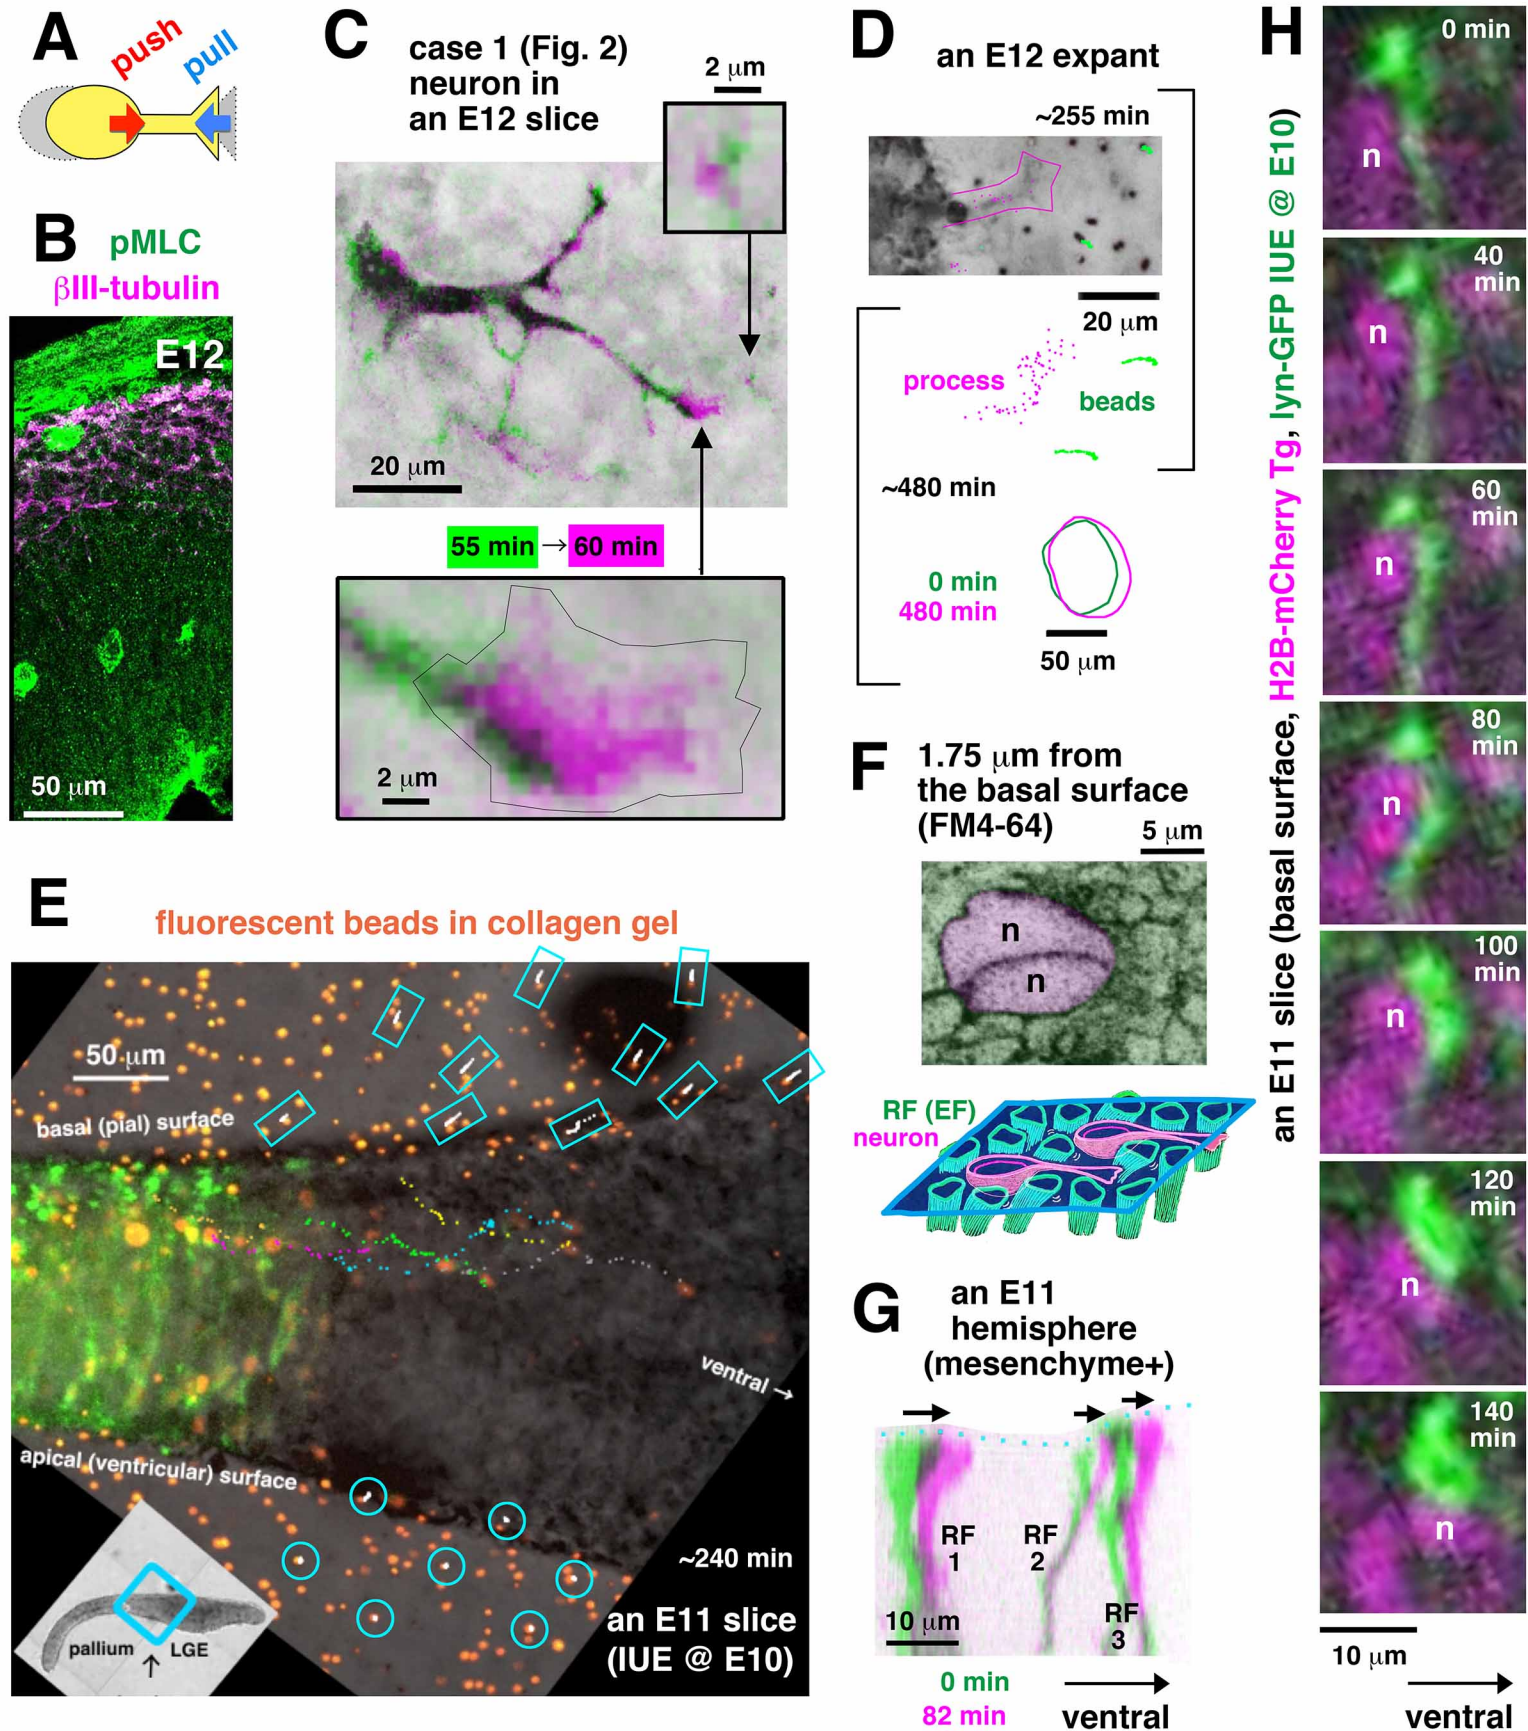 A
push
pull
B
pMLC
βIII-tubulin
E12
50 μm
C
case 1 (Fig. 2)
neuron in
an E12 slice
2 μm
20 μm
55 min → 60 min
2 μm
D
an E12 expant
~255 min
20 μm
process
beads
~480 min
0 min
480 min
50 μm
E
fluorescent beads in collagen gel
50 μm
basal (pial) surface
ventral →
apical (ventricular) surface
~240 min
an E11 slice
(IUE @ E10)
pallium
LGE
F
1.75 μm from
the basal surface
(FM4-64)
5 μm
n
n
RF (EF)
neuron
G
an E11
hemisphere
(mesenchyme+)
RF
1
RF
2
RF
3
10 μm
0 min
82 min
ventral
H
an E11 slice (basal surface, H2B-mCherry Tg, lyn-GFP IUE @ E10)
0 min
n
40
min
n
60
min
n
80
min
n
100
min
n
120
min
n
140
min
n
10 μm
ventral